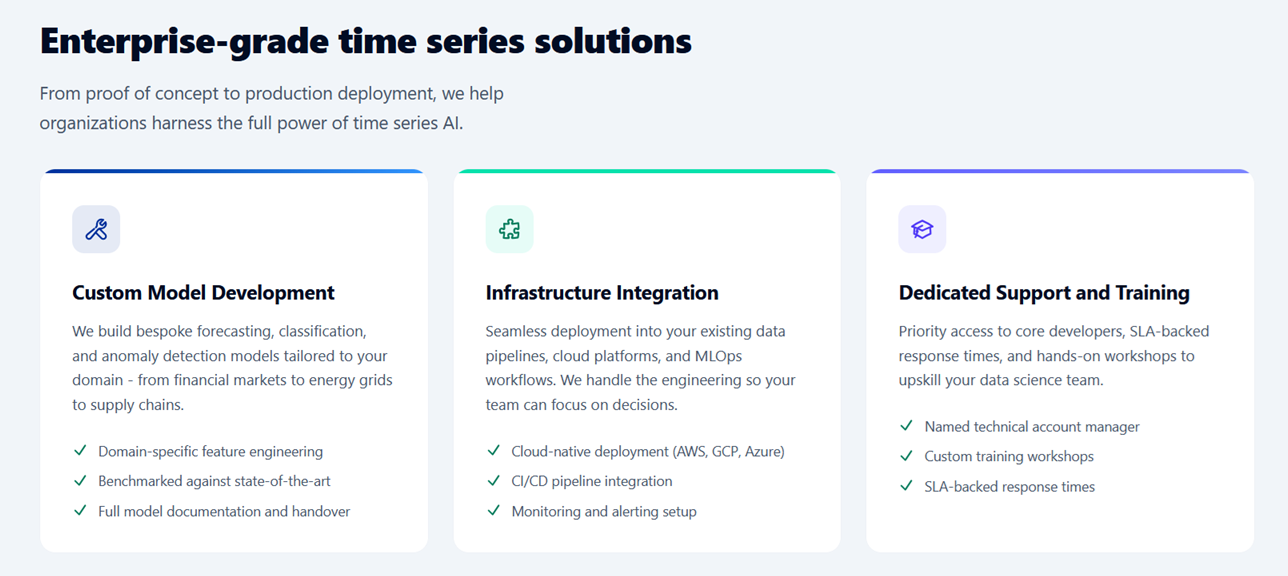 Enterprise-grade time series solutions
From proof of concept to production deployment, we help
organizations harness the full power of time series AI.
Custom Model Development
We build bespoke forecasting, classification,
and anomaly detection models tailored to your
domain - from financial markets to energy grids
to supply chains.
Domain-specific feature engineering
Benchmarked against state-of-the-art
Full model documentation and handover
Infrastructure Integration
Seamless deployment into your existing data
pipelines, cloud platforms, and MLOps
workflows. We handle the engineering so your
team can focus on decisions.
Cloud-native deployment (AWS, GCP, Azure)
CI/CD pipeline integration
Monitoring and alerting setup
Dedicated Support and Training
Priority access to core developers, SLA-backed
response times, and hands-on workshops to
upskill your data science team.
Named technical account manager
Custom training workshops
SLA-backed response times